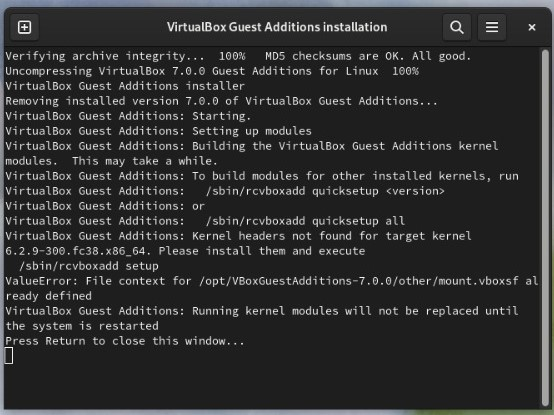 VirtualBox Guest Additions installation
Verifying archive integrity...  100%   MD5 checksums are OK. All good.
Uncompressing VirtualBox 7.0.0 Guest Additions for Linux  100%
VirtualBox Guest Additions installer
Removing installed version 7.0.0 of VirtualBox Guest Additions...
VirtualBox Guest Additions: Starting.
VirtualBox Guest Additions: Setting up modules
VirtualBox Guest Additions: Building the VirtualBox Guest Additions kernel
modules.  This may take a while.
VirtualBox Guest Additions: To build modules for other installed kernels, run
VirtualBox Guest Additions:   /sbin/rcvboxadd quicksetup <version>
VirtualBox Guest Additions: or
VirtualBox Guest Additions:   /sbin/rcvboxadd quicksetup all
VirtualBox Guest Additions: Kernel headers not found for target kernel
6.2.9-300.fc38.x86_64. Please install them and execute
  /sbin/rcvboxadd setup
ValueError: File context for /opt/VBoxGuestAdditions-7.0.0/other/mount.vboxsf al
ready defined
VirtualBox Guest Additions: Running kernel modules will not be replaced until
the system is restarted
Press Return to close this window...